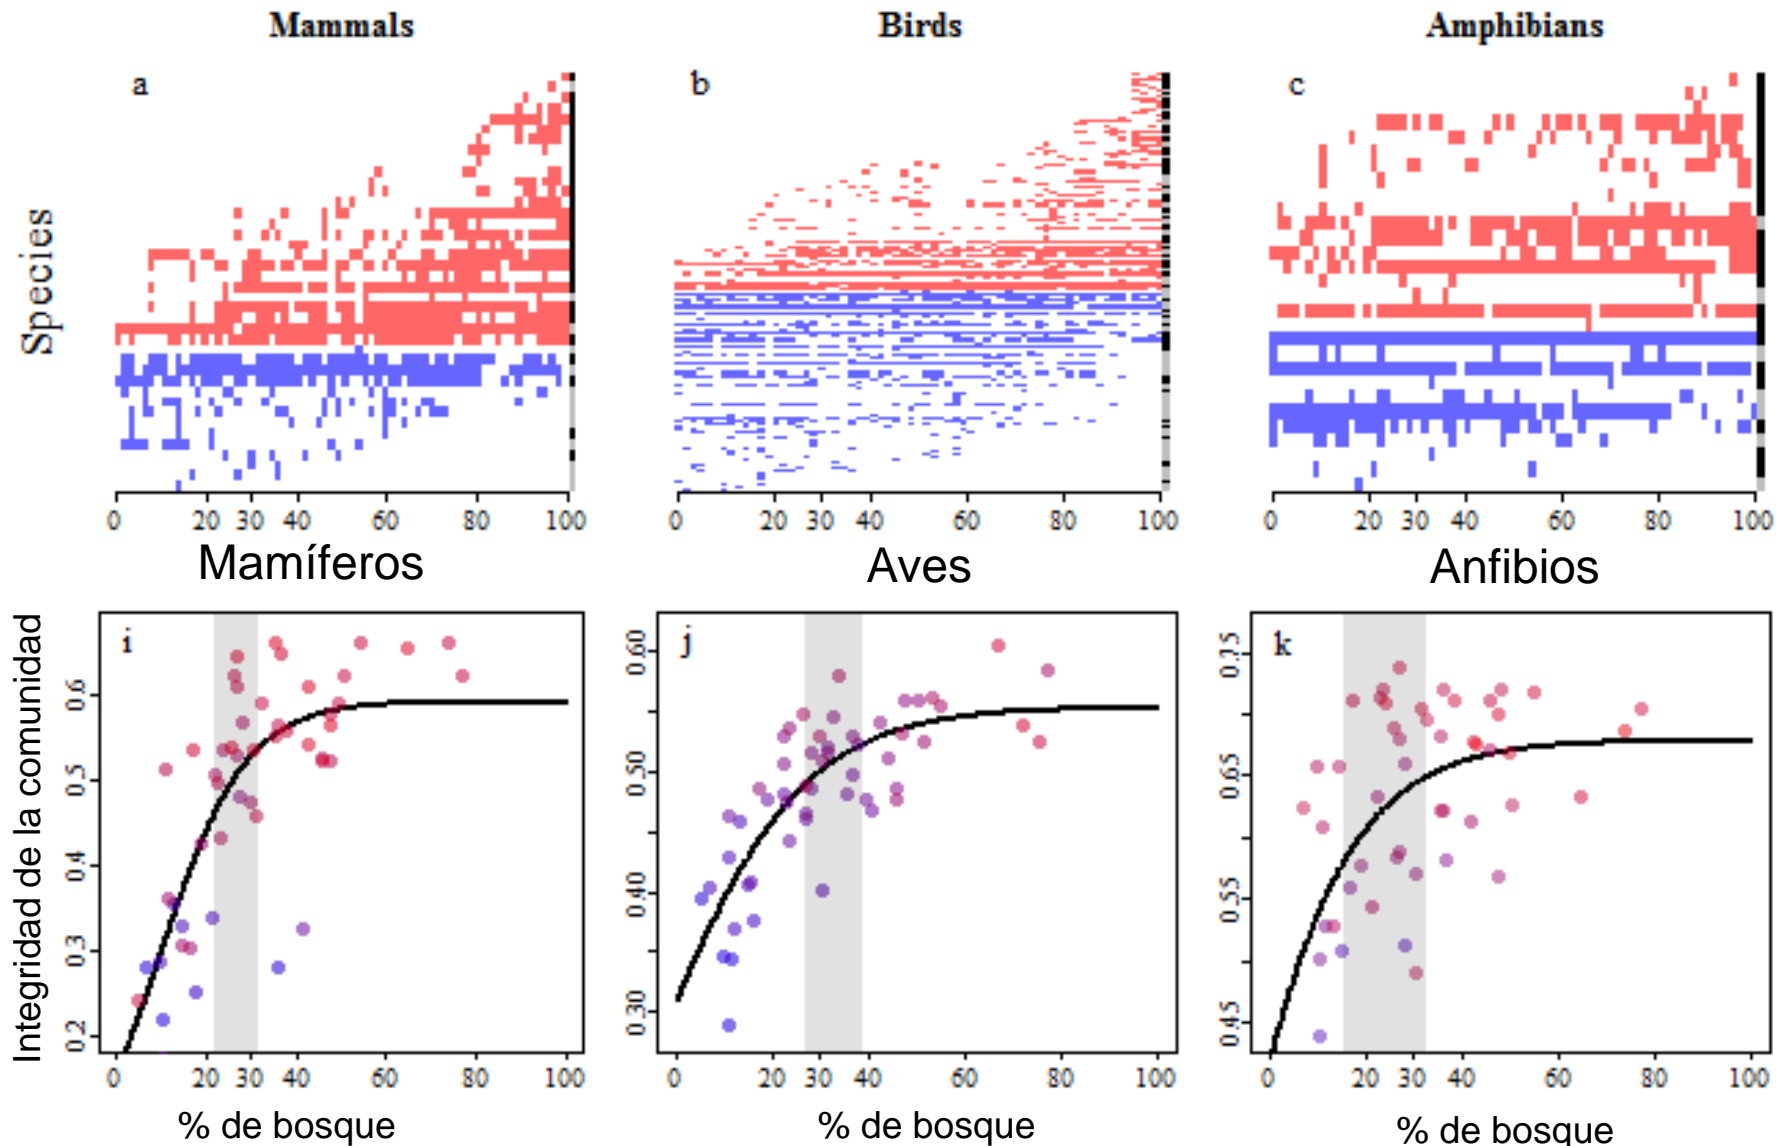 Mammals Birds Amphibians
a b c
Species
0 20 30 40 60 80 100 0 20 30 40 60 80 100 0 20 30 40 60 80 100
Mamíferos Aves Anfibios
Integridad de la comunidad
i j k
0.6 0.5 0.4 0.3 0.2
0.60 0.50 0.40 0.30
0.75 0.65 0.55 0.45
0 20 30 40 60 80 100 0 20 30 40 60 80 100 0 20 30 40 60 80 100
% de bosque % de bosque % de bosque